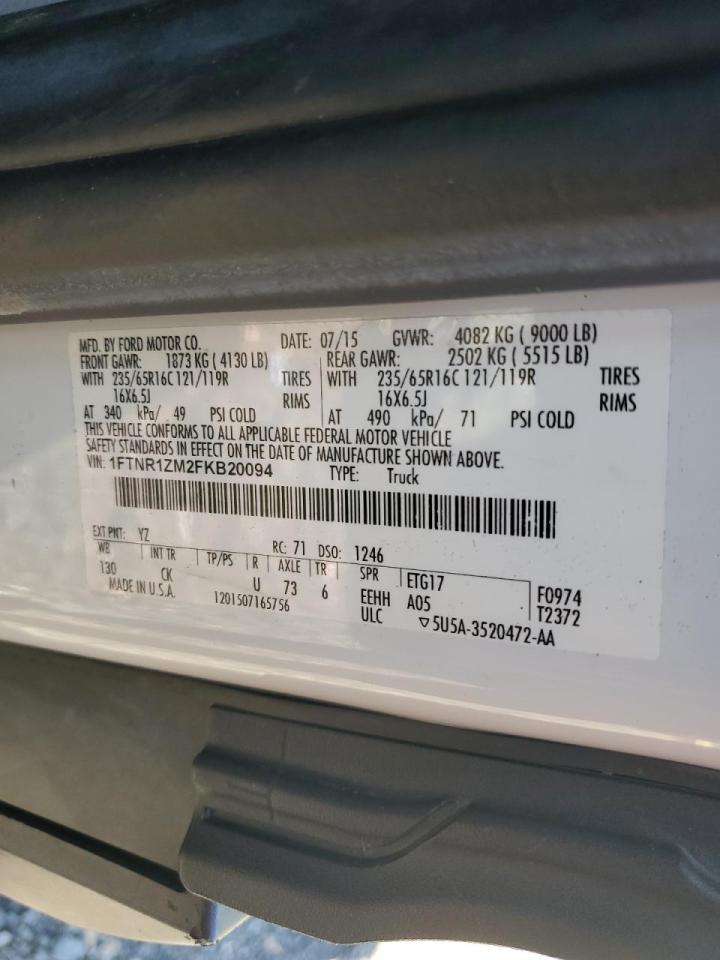 MFD. BY FORD MOTOR CO. DATE: 07/15 GVWR: 4082 KG ( 9000 LB)
FRONT GAWR: 1873 KG ( 4130 LB) REAR GAWR: 2502 KG ( 5515 LB)
WITH 235/65R16C 121/119R TIRES WITH 235/65R16C 121/119R TIRES
16X6.5J RIMS 16X6.5J RIMS
AT 340 kPa/ 49 PSI COLD AT 490 kPa/ 71 PSI COLD
THIS VEHICLE CONFORMS TO ALL APPLICABLE FEDERAL MOTOR VEHICLE
SAFETY STANDARDS IN EFFECT ON THE DATE OF MANUFACTURE SHOWN ABOVE.
VIN: 1FTNR1ZM2FKB20094 TYPE: Truck
EXT PNT: YZ RC: 71 DSO: 1246
WB INT TR TP/PS R AXLE TR SPR ETG17 F0974
130 CK U 73 6 EEHH A05 T2372
MADE IN U.S.A. 1201507165756 ULC ▽5U5A-3520472-AA